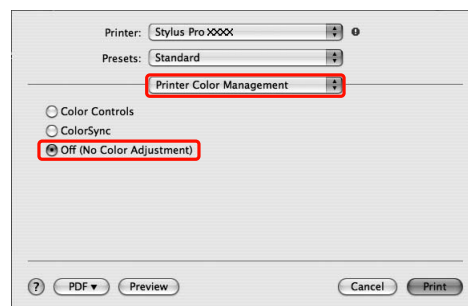 Printer: Stylus Pro XXXX
Presets: Standard
Printer Color Management
Color Controls
ColorSync
Off (No Color Adjustment)
? PDF ▼ Preview Cancel Print